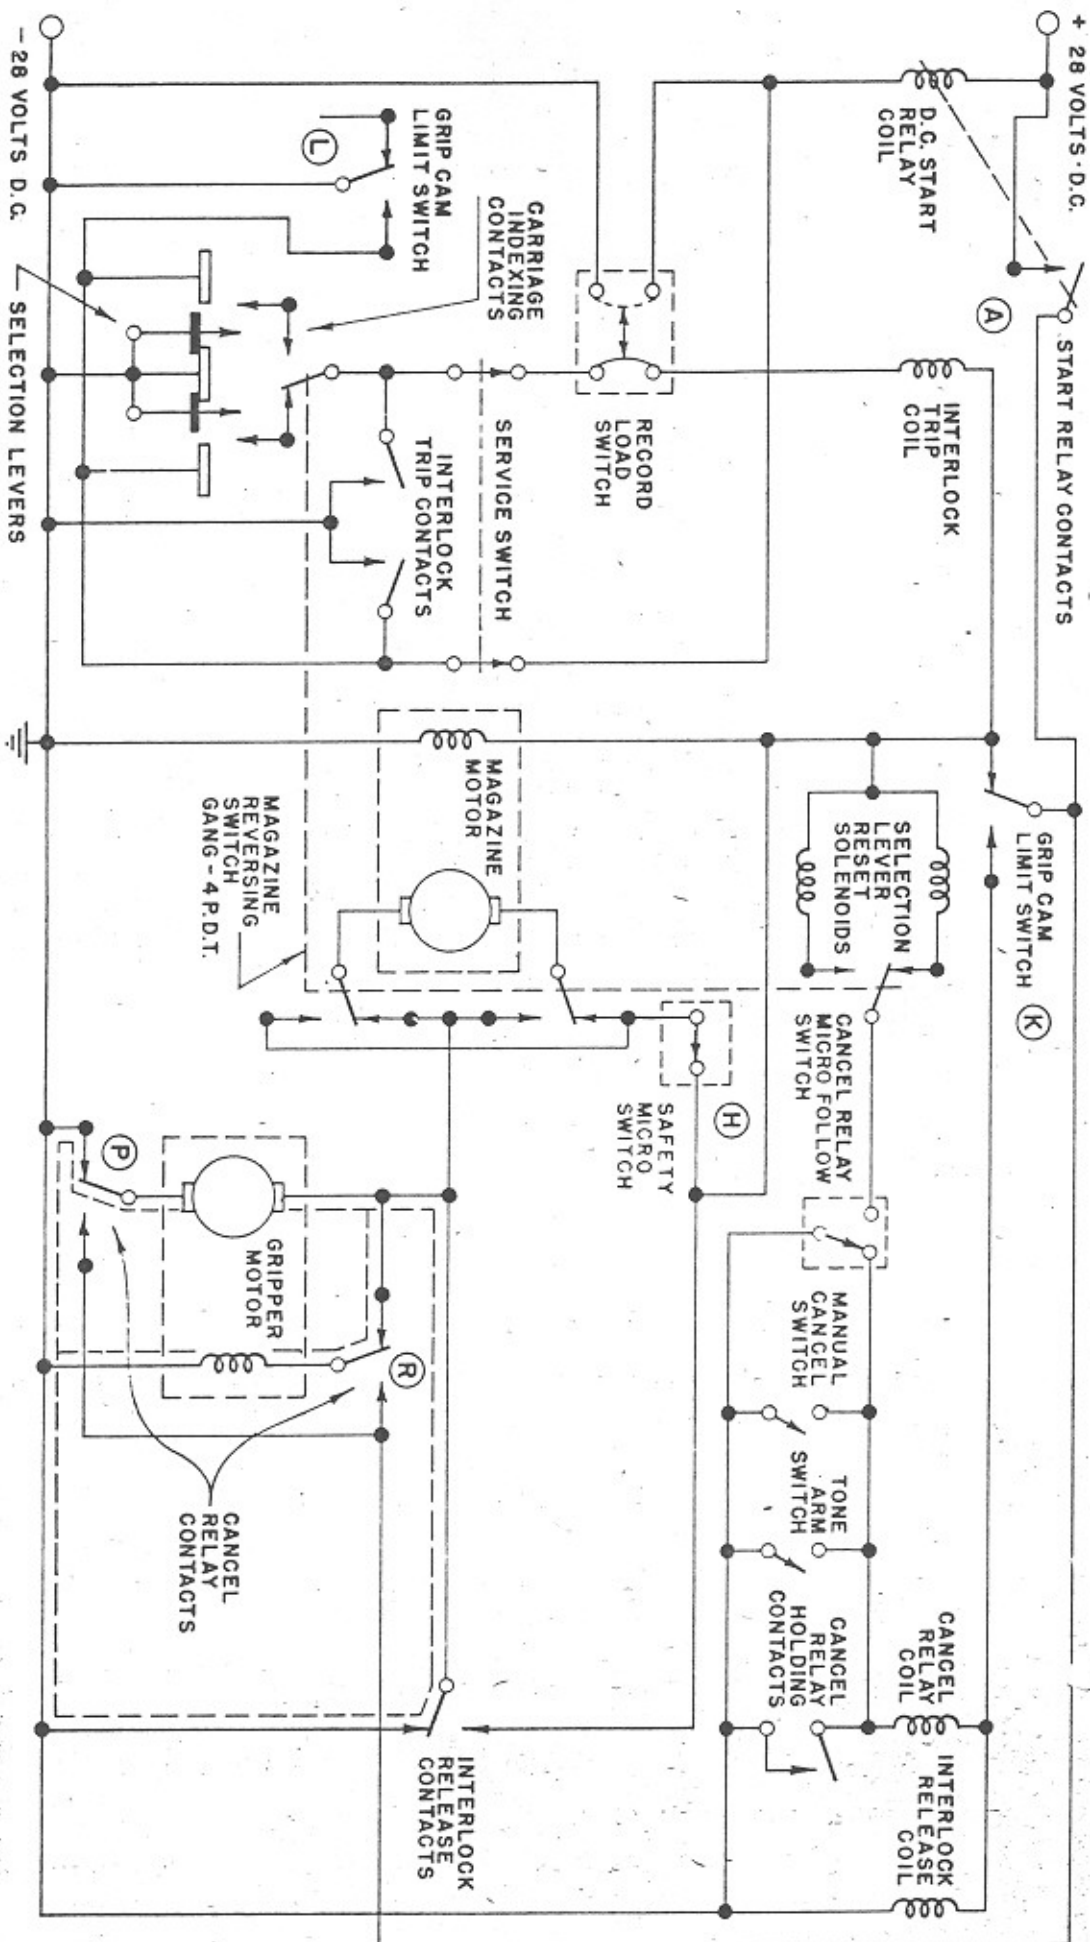 + 28 VOLTS · D.C.
D.C. START
RELAY
COIL
A
START RELAY CONTACTS
INTERLOCK
TRIP
COIL
GRIP CAM
LIMIT SWITCH
K
SELECTION
LEVER
RESET
SOLENOIDS
CANCEL RELAY
MICRO FOLLOW
SWITCH
MANUAL
CANCEL
SWITCH
TONE
ARM
SWITCH
CANCEL
RELAY
HOLDING
CONTACTS
CANCEL
RELAY
COIL
INTERLOCK
RELEASE
COIL
RECORD
LOAD
SWITCH
SERVICE SWITCH
CARRIAGE
INDEXING
CONTACTS
INTERLOCK
TRIP CONTACTS
GRIP CAM
LIMIT SWITCH
L
MAGAZINE
MOTOR
MAGAZINE
REVERSING
SWITCH
GANG - 4 P.D.T.
H
SAFETY
MICRO
SWITCH
P
GRIPPER
MOTOR
R
CANCEL
RELAY
CONTACTS
INTERLOCK
RELEASE
CONTACTS
- 28 VOLTS D.C.
SELECTION LEVERS